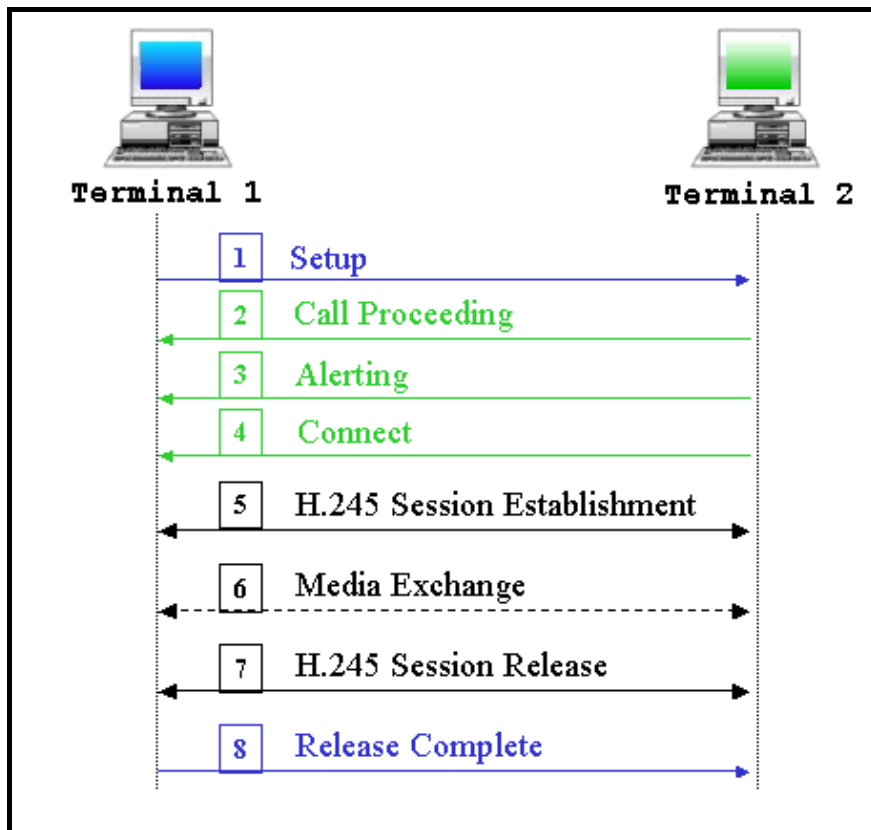 Terminal 1
Terminal 2
1 Setup
2 Call Proceeding
3 Alerting
4 Connect
5 H.245 Session Establishment
6 Media Exchange
7 H.245 Session Release
8 Release Complete